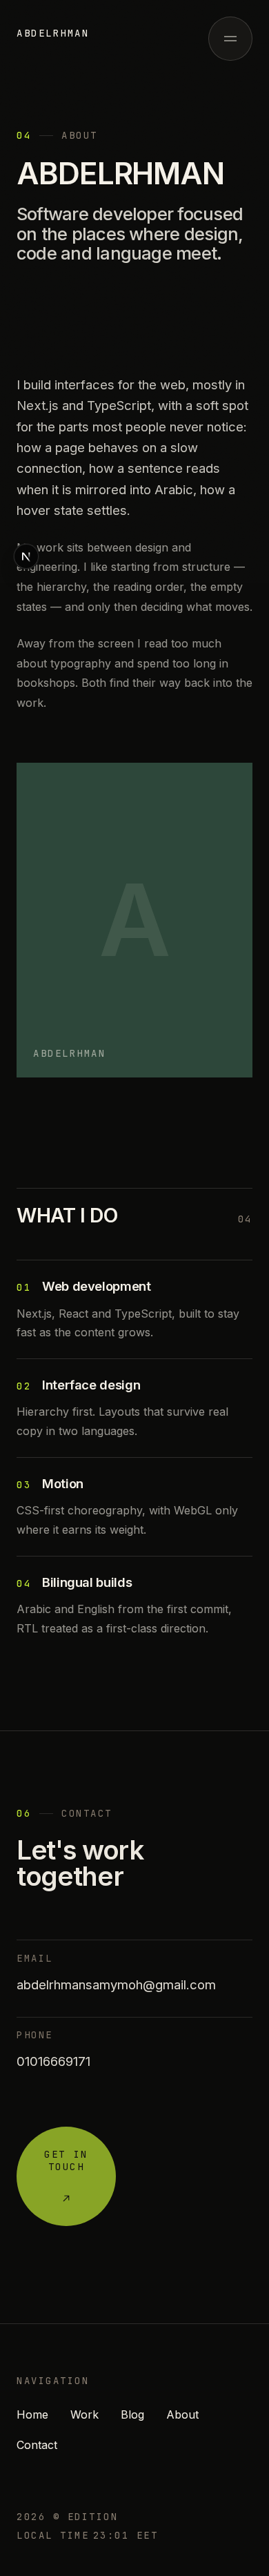 ABDELRHMAN
04 ABOUT
ABDELRHMAN
Software developer focused
on the places where design,
code and language meet.
I build interfaces for the web, mostly in
Next.js and TypeScript, with a soft spot
for the parts most people never notice:
how a page behaves on a slow
connection, how a sentence reads
when it is mirrored into Arabic, how a
hover state settles.
work sits between design and
engineering. I like starting from structure —
the hierarchy, the reading order, the empty
states — and only then deciding what moves.
Away from the screen I read too much
about typography and spend too long in
bookshops. Both find their way back into the
work.
A
ABDELRHMAN
WHAT I DO 04
01 Web development
Next.js, React and TypeScript, built to stay
fast as the content grows.
02 Interface design
Hierarchy first. Layouts that survive real
copy in two languages.
03 Motion
CSS-first choreography, with WebGL only
where it earns its weight.
04 Bilingual builds
Arabic and English from the first commit,
RTL treated as a first-class direction.
06 CONTACT
Let's work
together
EMAIL
abdelrhmansamymoh@gmail.com
PHONE
01016669171
GET IN
TOUCH
↗
NAVIGATION
Home Work Blog About
Contact
2026 © EDITION
LOCAL TIME 23:01 EET